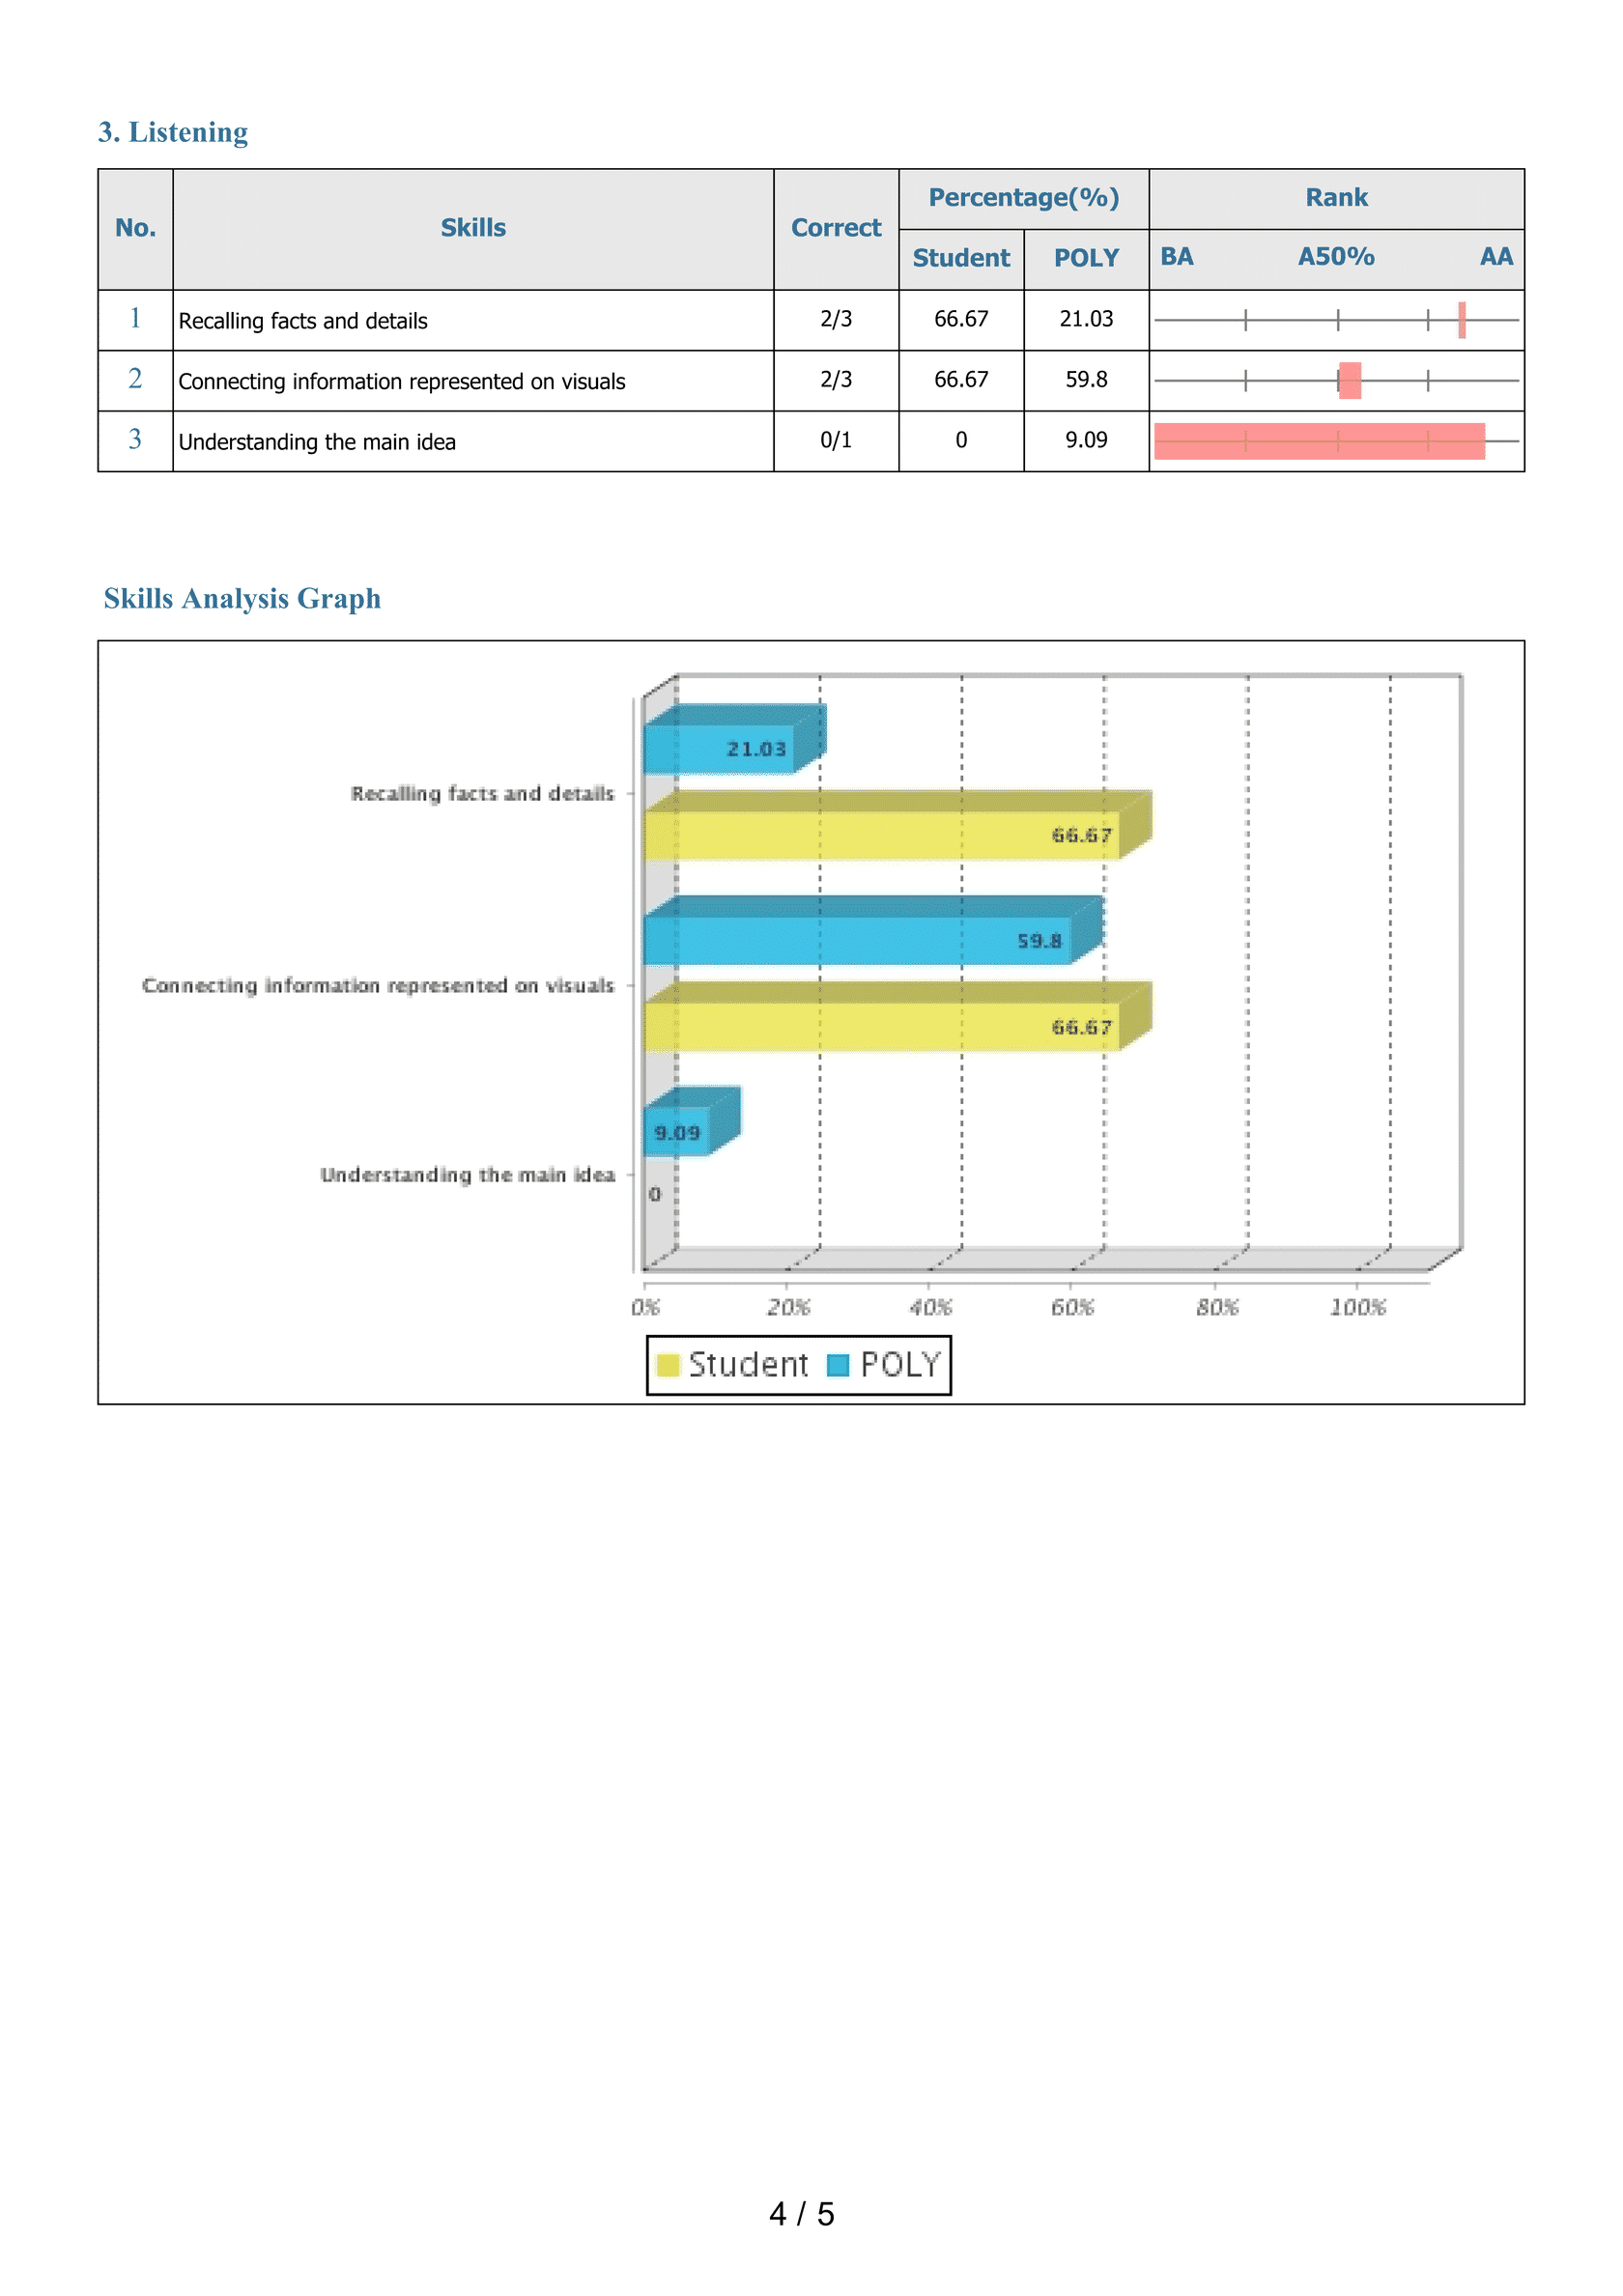 3. Listening
No. Skills Correct Percentage(%) Rank
Student POLY BA A50% AA
1 Recalling facts and details 2/3 66.67 21.03
2 Connecting information represented on visuals 2/3 66.67 59.8
3 Understanding the main idea 0/1 0 9.09
Skills Analysis Graph
21.03
Recalling facts and details
66.67
59.8
Connecting information represented on visuals
66.67
9.09
Understanding the main idea
0
0% 20% 40% 60% 80% 100%
Student POLY
4 / 5